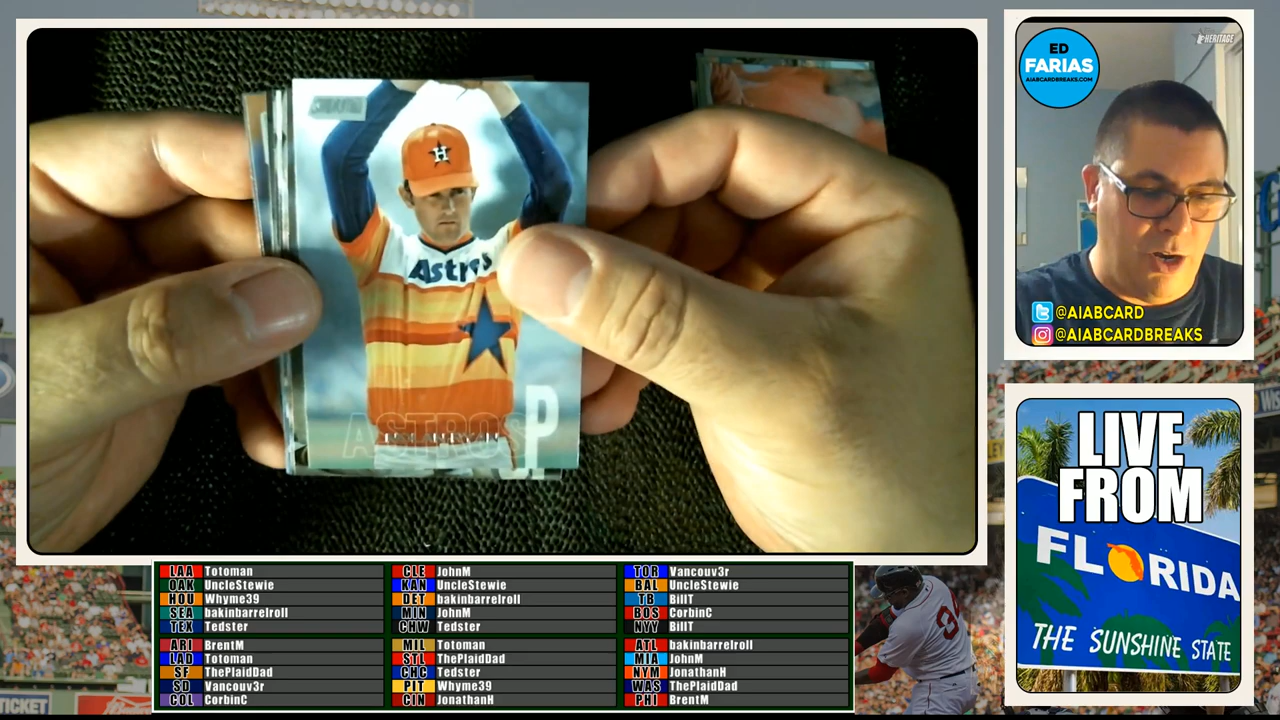 H
Astros
ASTROS
P
ED
FARIAS
AIABCARDBREAKS.COM
HERITAGE
@AIABCARD
@AIABCARDBREAKS
LIVE
FROM
FLORIDA
THE SUNSHINE STATE
LAA Totoman
OAK UncleStewie
HOU Whyme39
SEA bakinbarrelroll
TEX Tedster
CLE JohnM
KAN UncleStewie
DET bakinbarrelroll
MIN JohnM
CHW Tedster
TOR Vancouv3r
BAL UncleStewie
TB BillT
BOS CorbinC
NYY BillT
ARI BrentM
LAD Totoman
SF ThePlaidDad
SD Vancouv3r
COL CorbinC
MIL Totoman
STL ThePlaidDad
CHC Tedster
PIT Whyme39
CIN JonathanH
ATL bakinbarrelroll
MIA JohnM
NYM JonathanH
WAS ThePlaidDad
PHI BrentM
34
TICKET